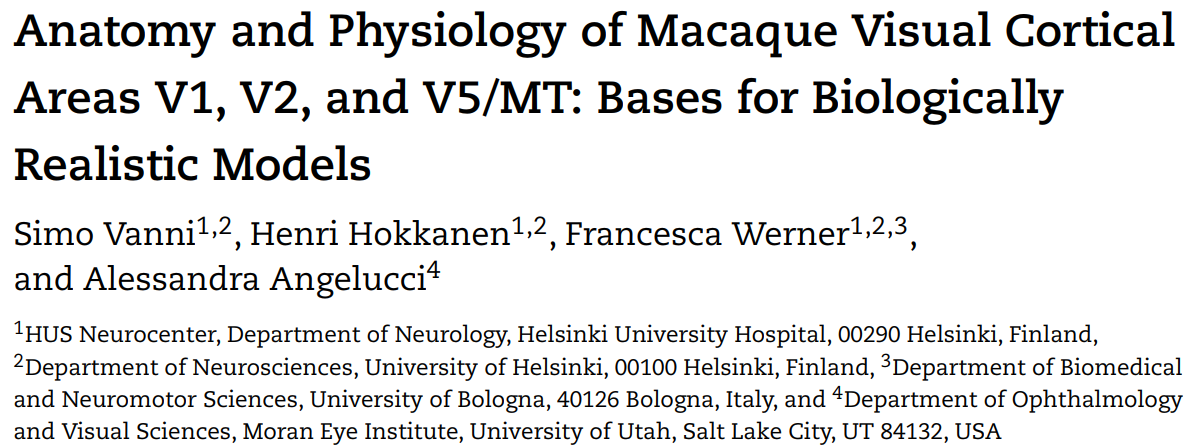 Anatomy and Physiology of Macaque Visual Cortical
Areas V1, V2, and V5/MT: Bases for Biologically
Realistic Models
Simo Vanni1,2, Henri Hokkanen1,2, Francesca Werner1,2,3,
and Alessandra Angelucci4
1HUS Neurocenter, Department of Neurology, Helsinki University Hospital, 00290 Helsinki, Finland,
2Department of Neurosciences, University of Helsinki, 00100 Helsinki, Finland, 3Department of Biomedical
and Neuromotor Sciences, University of Bologna, 40126 Bologna, Italy, and 4Department of Ophthalmology
and Visual Sciences, Moran Eye Institute, University of Utah, Salt Lake City, UT 84132, USA